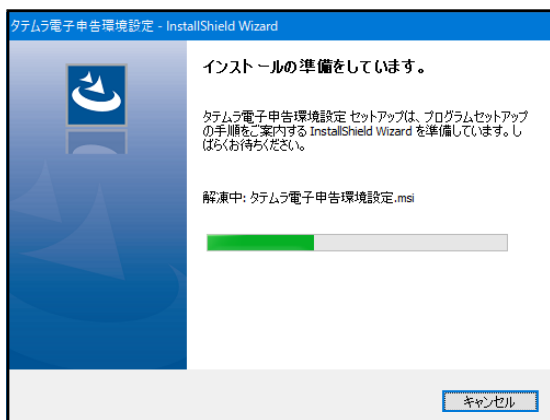 タテムラ電子申告環境設定 - InstallShield Wizard
インストールの準備をしています。
タテムラ電子申告環境設定 セットアップは、プログラムセットアップ
の手順をご案内する InstallShield Wizard を準備しています。し
ばらくお待ちください。
解凍中: タテムラ電子申告環境設定.msi
キャンセル